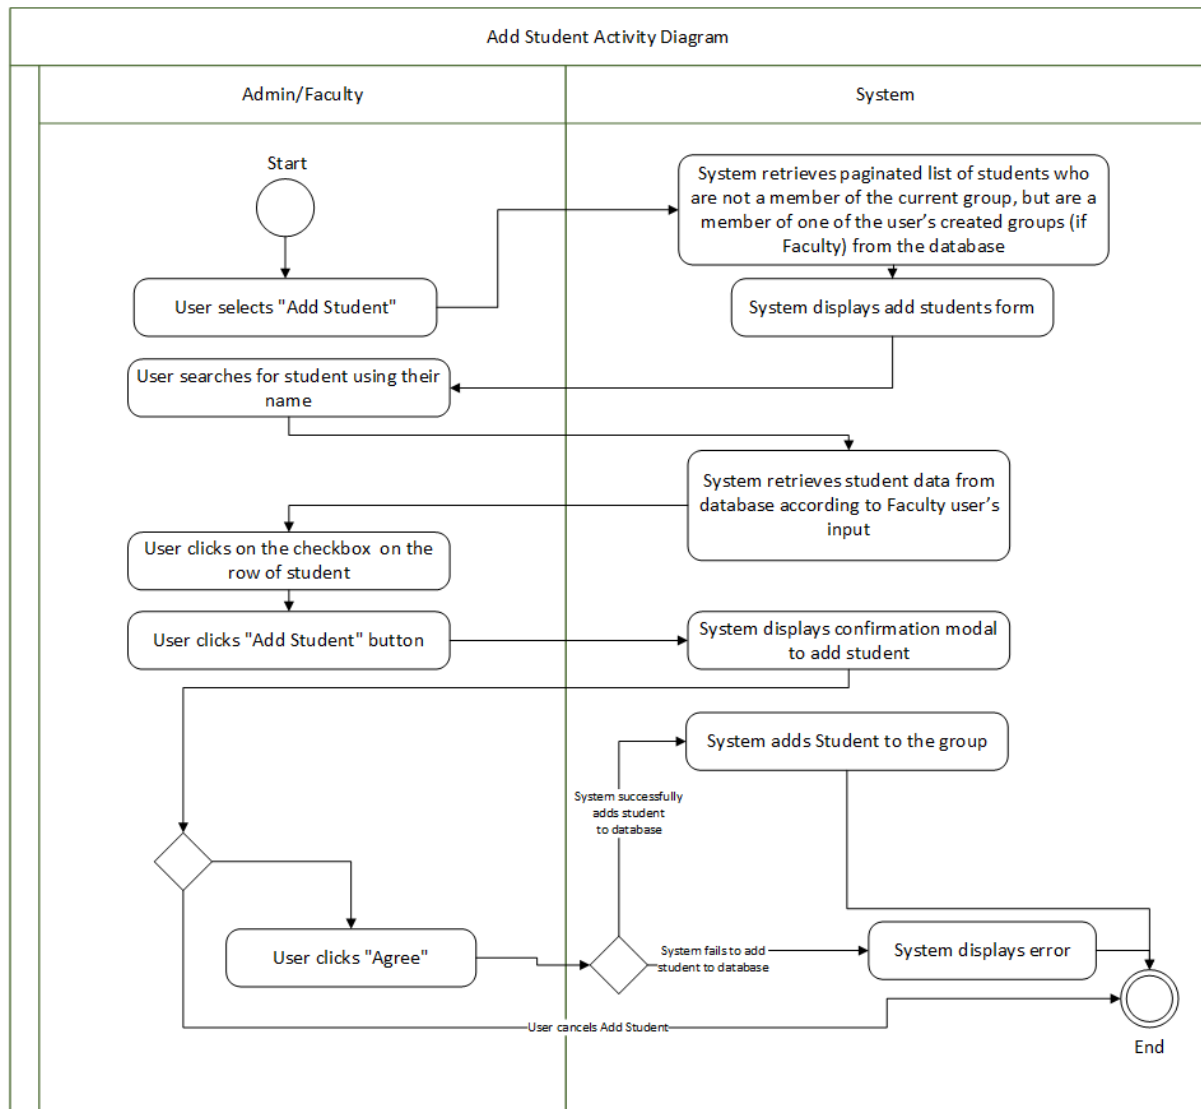 Add Student Activity Diagram
Admin/Faculty
System
Start
System retrieves paginated list of students who
are not a member of the current group, but are a
member of one of the user's created groups (if
Faculty) from the database
User selects "Add Student"
System displays add students form
User searches for student using their
name
System retrieves student data from
database according to Faculty user's
input
User clicks on the checkbox on the
row of student
User clicks "Add Student" button
System displays confirmation modal
to add student
System adds Student to the group
System successfully
adds student
to database
User clicks "Agree"
System fails to add
student to database
System displays error
User cancels Add Student
End